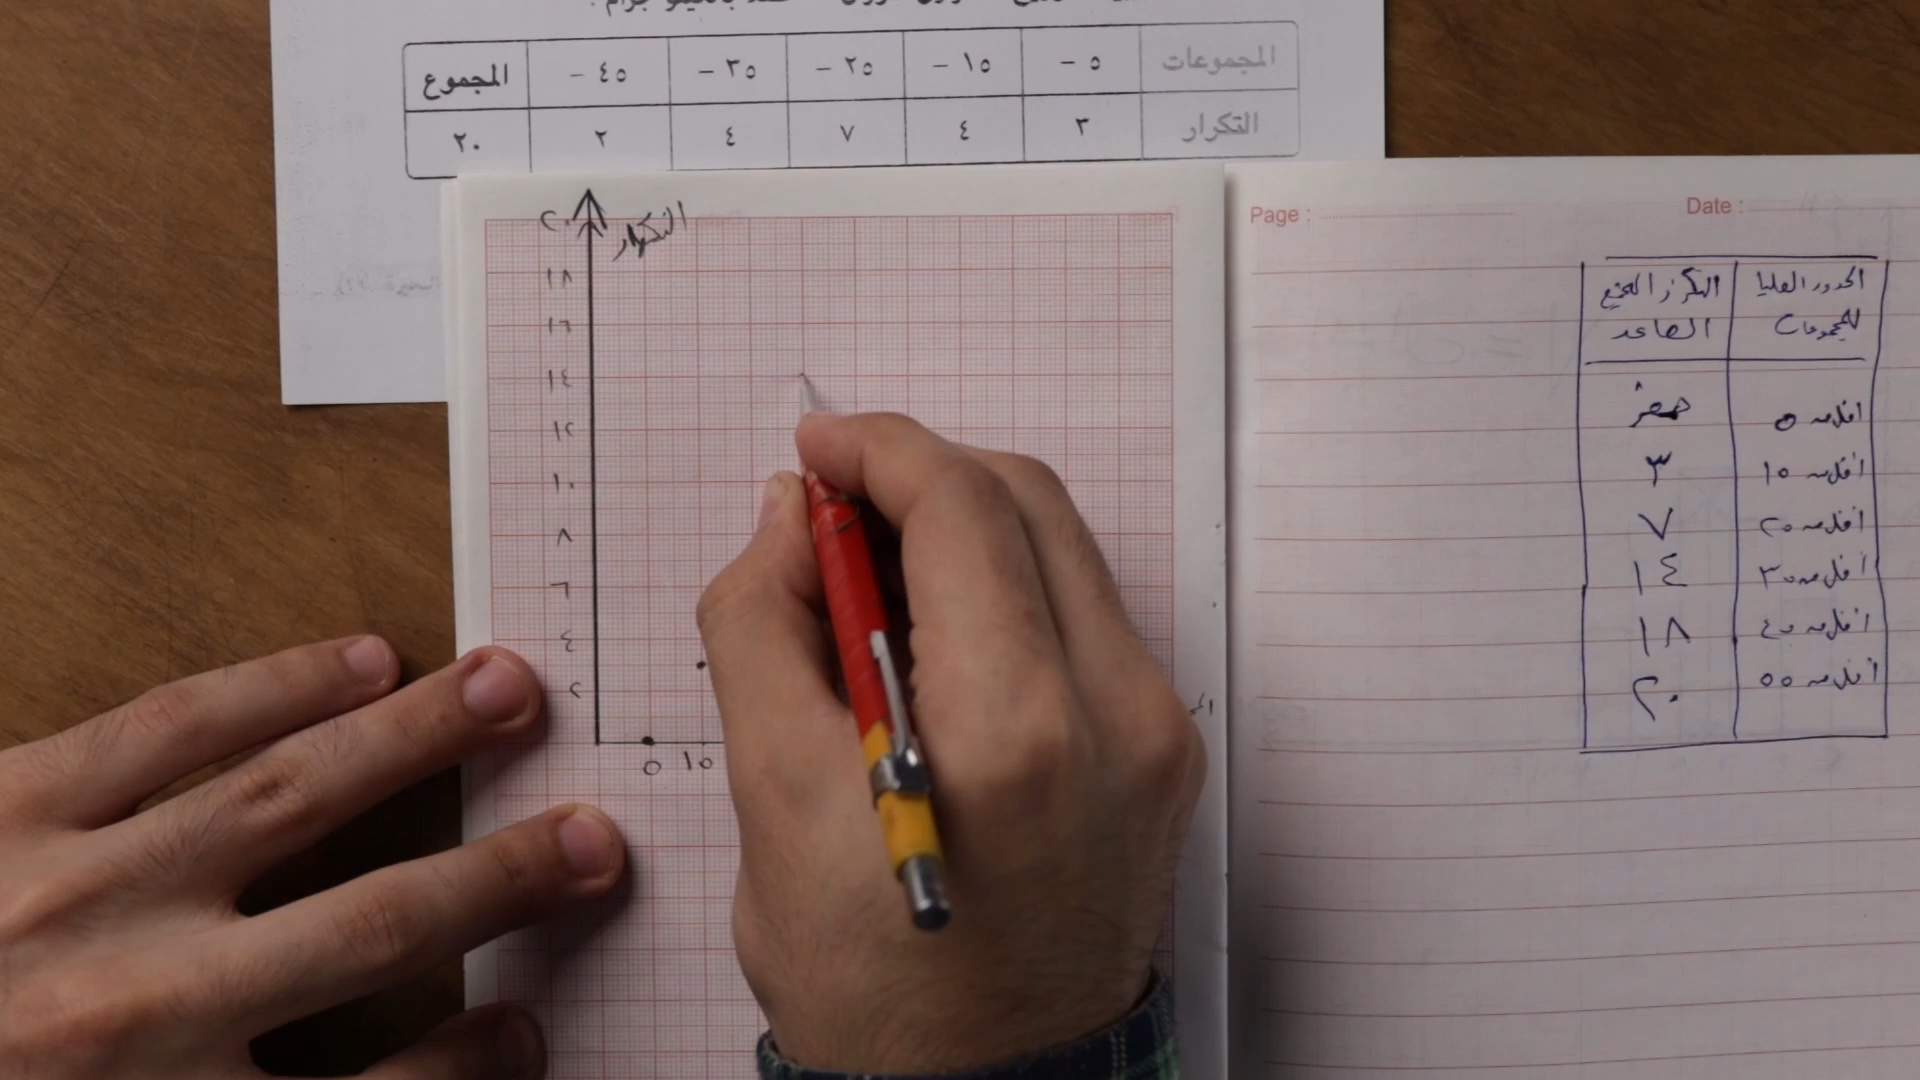 المجموعات ٥ - ١٥ - ٢٥ - ٣٥ - ٤٥ - المجموع
التكرار ٣ ٤ ٧ ٤ ٢ ٢٠
Page :
Date :
التكرار
٢٠
١٨
١٦
١٤
١٢
١٠
٨
٦
٤
٢
٥ ١٥
الحدود العليا للمجموعات
التكرار المتجمع الصاعد
أقل من ٥ صفر
أقل من ١٥ ٣
أقل من ٢٥ ٧
أقل من ٣٥ ١٤
أقل من ٤٥ ١٨
أقل من ٥٥ ٢٠